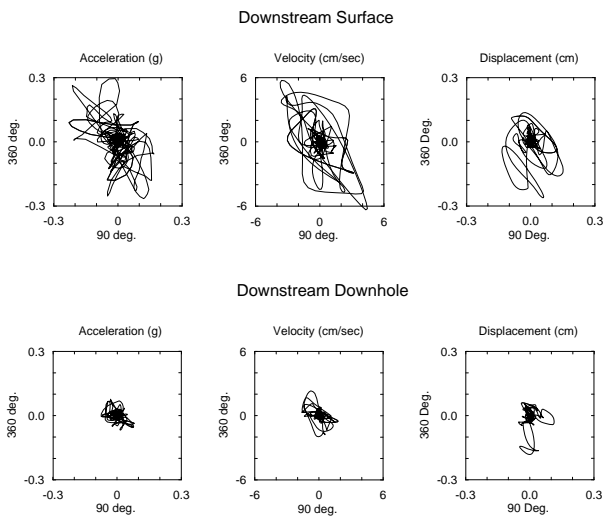 Downstream Surface
Acceleration (g) Velocity (cm/sec) Displacement (cm)
0.3 6 0.3
360 deg. 0.0 360 deg. 0.0 360 Deg. 0.0
-0.3 -6 -0.3
-0.3 0 0.3 -6 0 6 -0.3 0.0 0.3
90 deg. 90 deg. 90 Deg.
Downstream Downhole
Acceleration (g) Velocity (cm/sec) Displacement (cm)
0.3 6 0.3
360 deg. 0.0 360 deg. 0.0 360 Deg. 0.0
-0.3 -6 -0.3
-0.3 0 0.3 -6 0 6 -0.3 0.0 0.3
90 deg. 90 deg. 90 Deg.